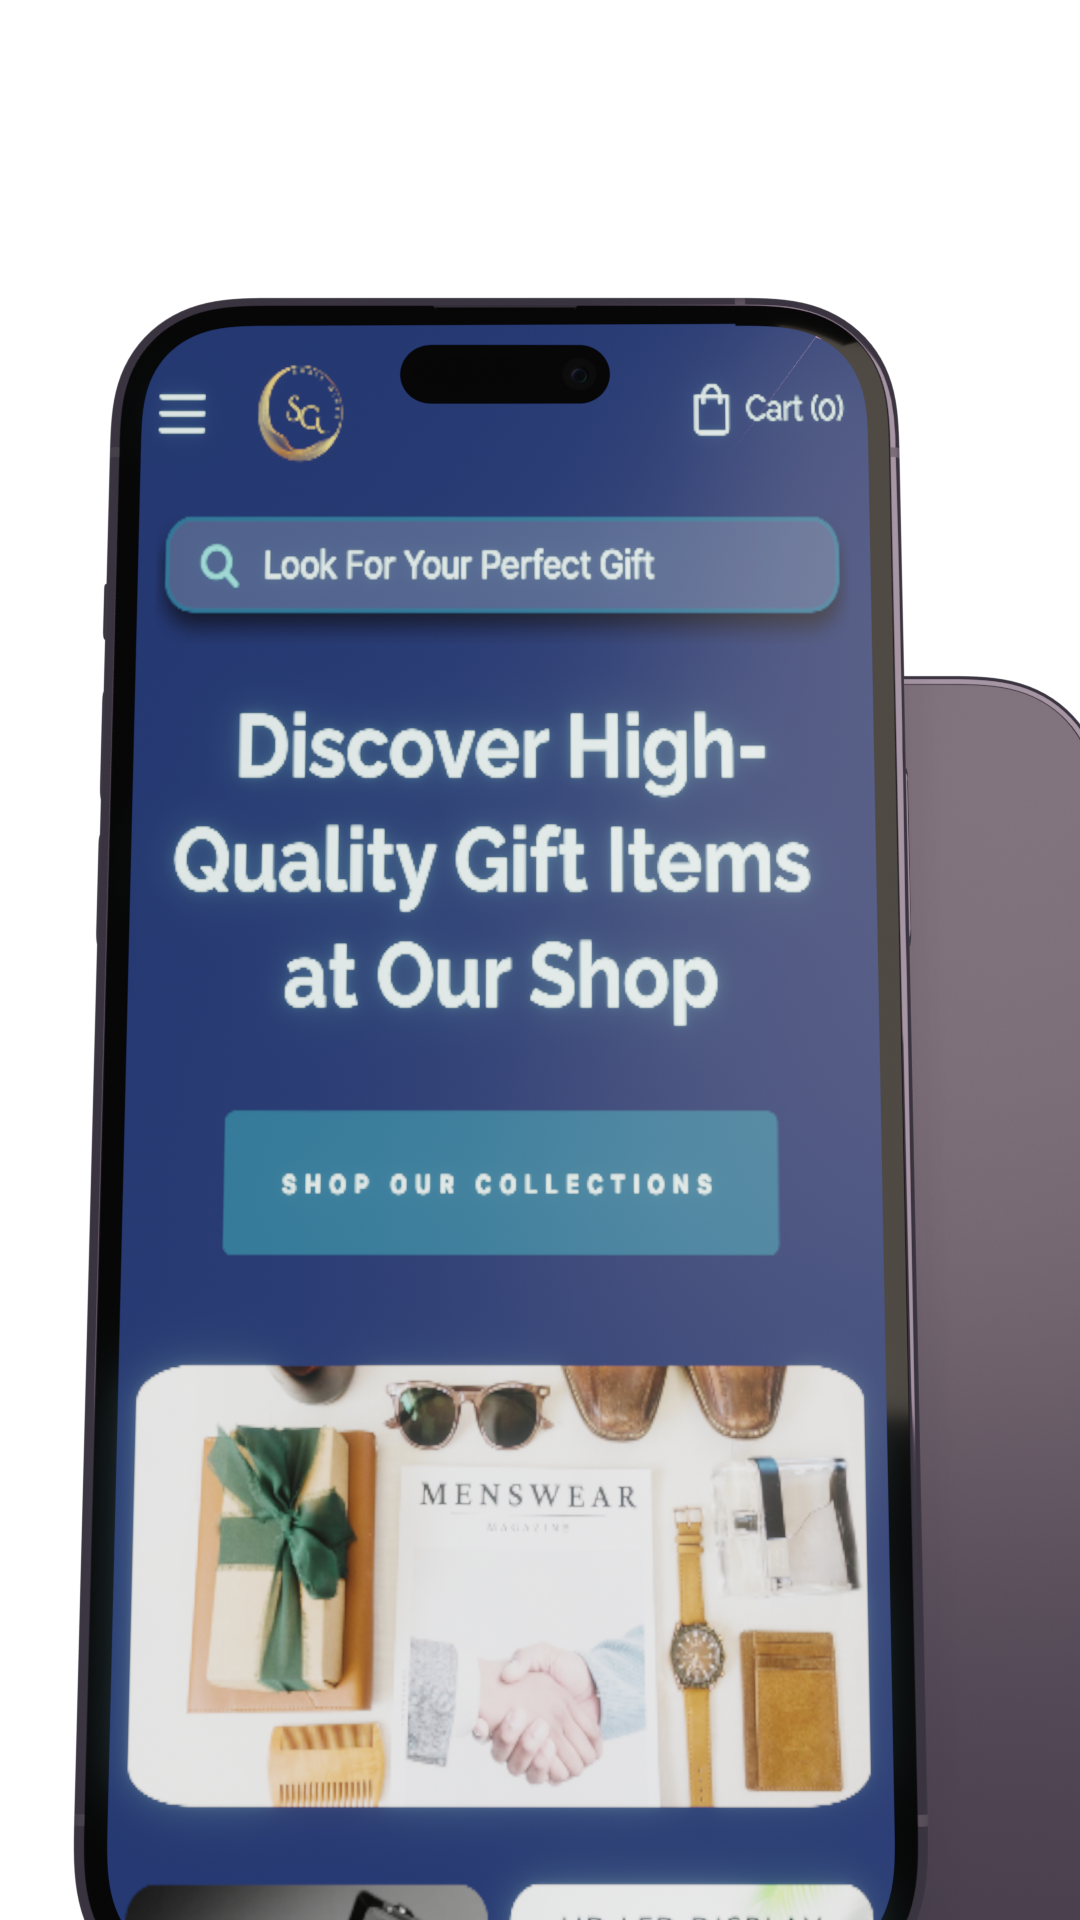 SG
Cart (0)
Look For Your Perfect Gift
Discover High-
Quality Gift Items
at Our Shop
SHOP OUR COLLECTIONS
MENSWEAR
MAGAZINE